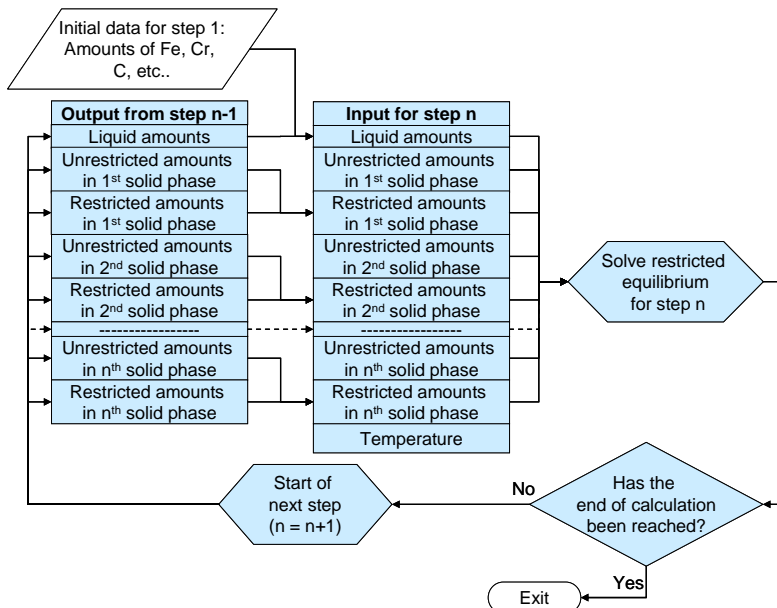 Initial data for step 1:
Amounts of Fe, Cr,
C, etc..
Output from step n-1
Liquid amounts
Unrestricted amounts
in 1st solid phase
Restricted amounts
in 1st solid phase
Unrestricted amounts
in 2nd solid phase
Restricted amounts
in 2nd solid phase
-----------------
Unrestricted amounts
in nth solid phase
Restricted amounts
in nth solid phase
Input for step n
Liquid amounts
Unrestricted amounts
in 1st solid phase
Restricted amounts
in 1st solid phase
Unrestricted amounts
in 2nd solid phase
Restricted amounts
in 2nd solid phase
-----------------
Unrestricted amounts
in nth solid phase
Restricted amounts
in nth solid phase
Temperature
Solve restricted
equilibrium
for step n
Has the
end of calculation
been reached?
No
Start of
next step
(n = n+1)
Yes
Exit